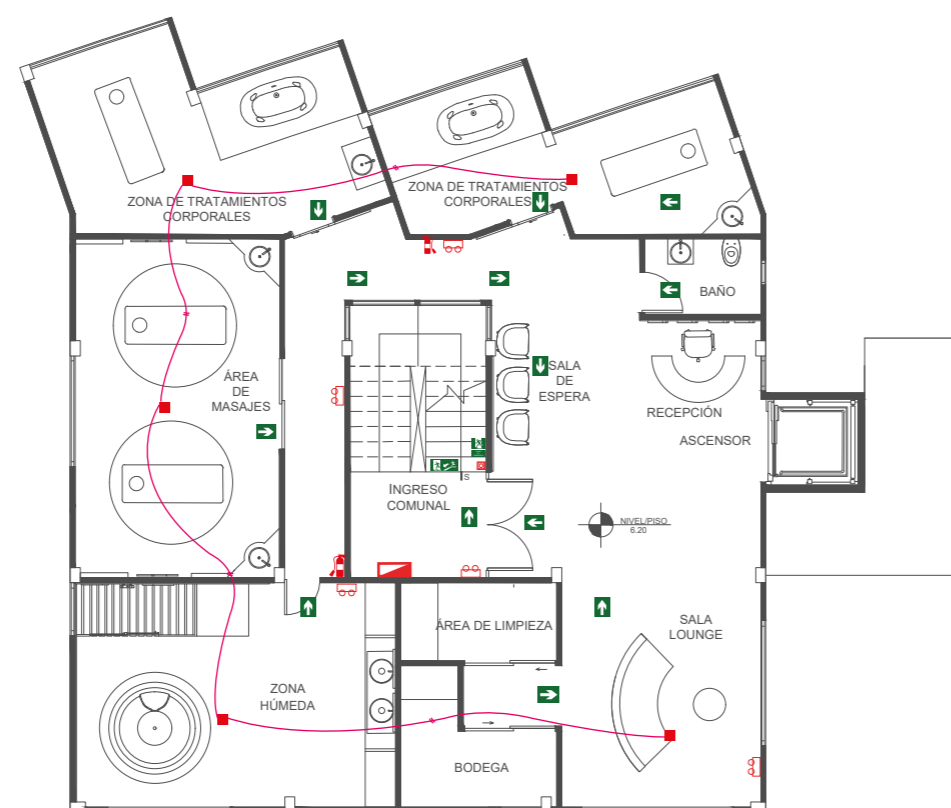 ZONA DE TRATAMIENTOS
CORPORALES
ZONA DE TRATAMIENTOS
CORPORALES
BAÑO
ÁREA
DE
MASAJES
SALA
DE
ESPERA
RECEPCIÓN
ASCENSOR
S
INGRESO
COMUNAL
NIVEL/PISO
6.20
ÁREA DE LIMPIEZA
SALA
LOUNGE
ZONA
HÚMEDA
BODEGA